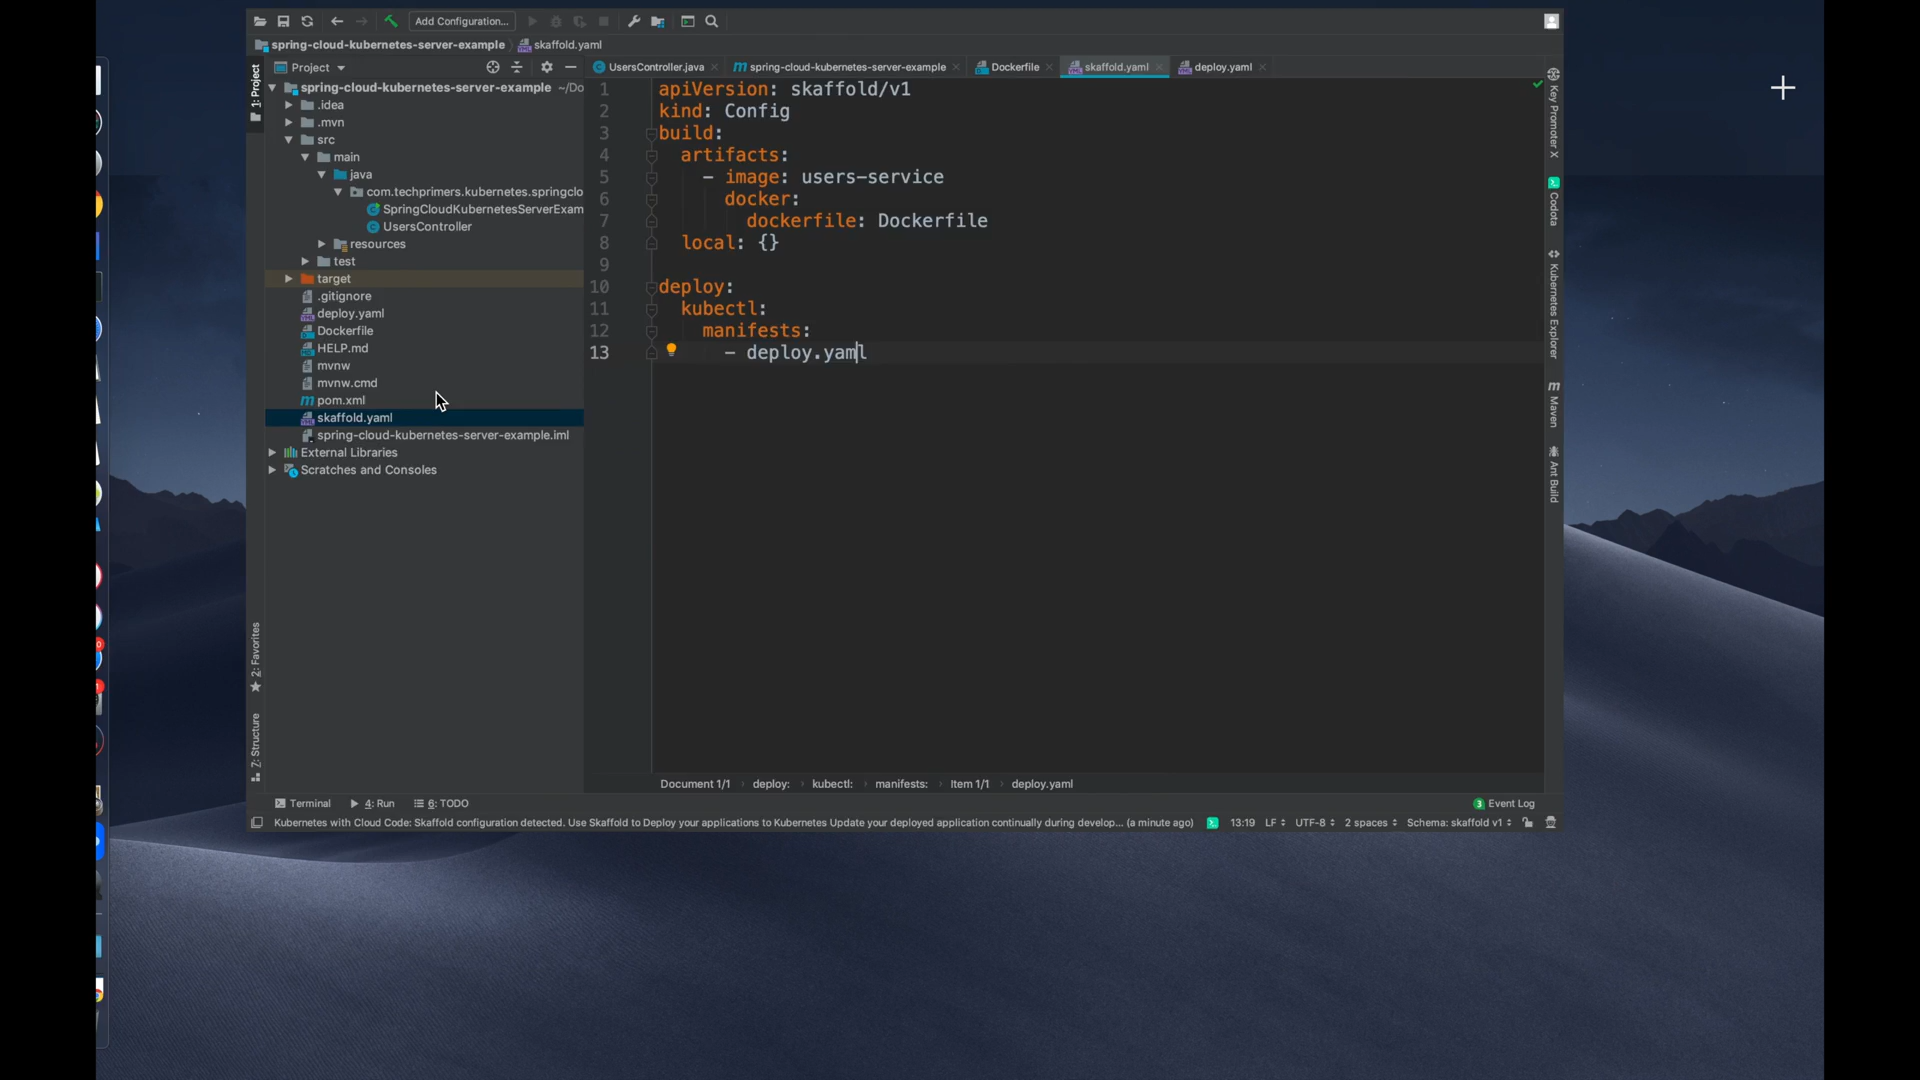 Add Configuration...
spring-cloud-kubernetes-server-example
skaffold.yaml
1: Project
Project
UsersController.java
spring-cloud-kubernetes-server-example
Dockerfile
skaffold.yaml
deploy.yaml
spring-cloud-kubernetes-server-example ~/Do
.idea
.mvn
src
main
java
com.techprimers.kubernetes.springclo
SpringCloudKubernetesServerExam
UsersController
resources
test
target
.gitignore
deploy.yaml
Dockerfile
HELP.md
mvnw
mvnw.cmd
pom.xml
skaffold.yaml
spring-cloud-kubernetes-server-example.iml
External Libraries
Scratches and Consoles
1 apiVersion: skaffold/v1
2 kind: Config
3 build:
4 artifacts:
5 - image: users-service
6 docker:
7 dockerfile: Dockerfile
8 local: {}
9
10 deploy:
11 kubectl:
12 manifests:
13 - deploy.yaml
Key Promoter X
Codota
Kubernetes Explorer
Maven
Ant Build
2: Favorites
7: Structure
Document 1/1 › deploy: › kubectl: › manifests: › Item 1/1 › deploy.yaml
Terminal
4: Run
6: TODO
3 Event Log
Kubernetes with Cloud Code: Skaffold configuration detected. Use Skaffold to Deploy your applications to Kubernetes Update your deployed application continually during develop... (a minute ago)
13:19 LF UTF-8 2 spaces Schema: skaffold v1